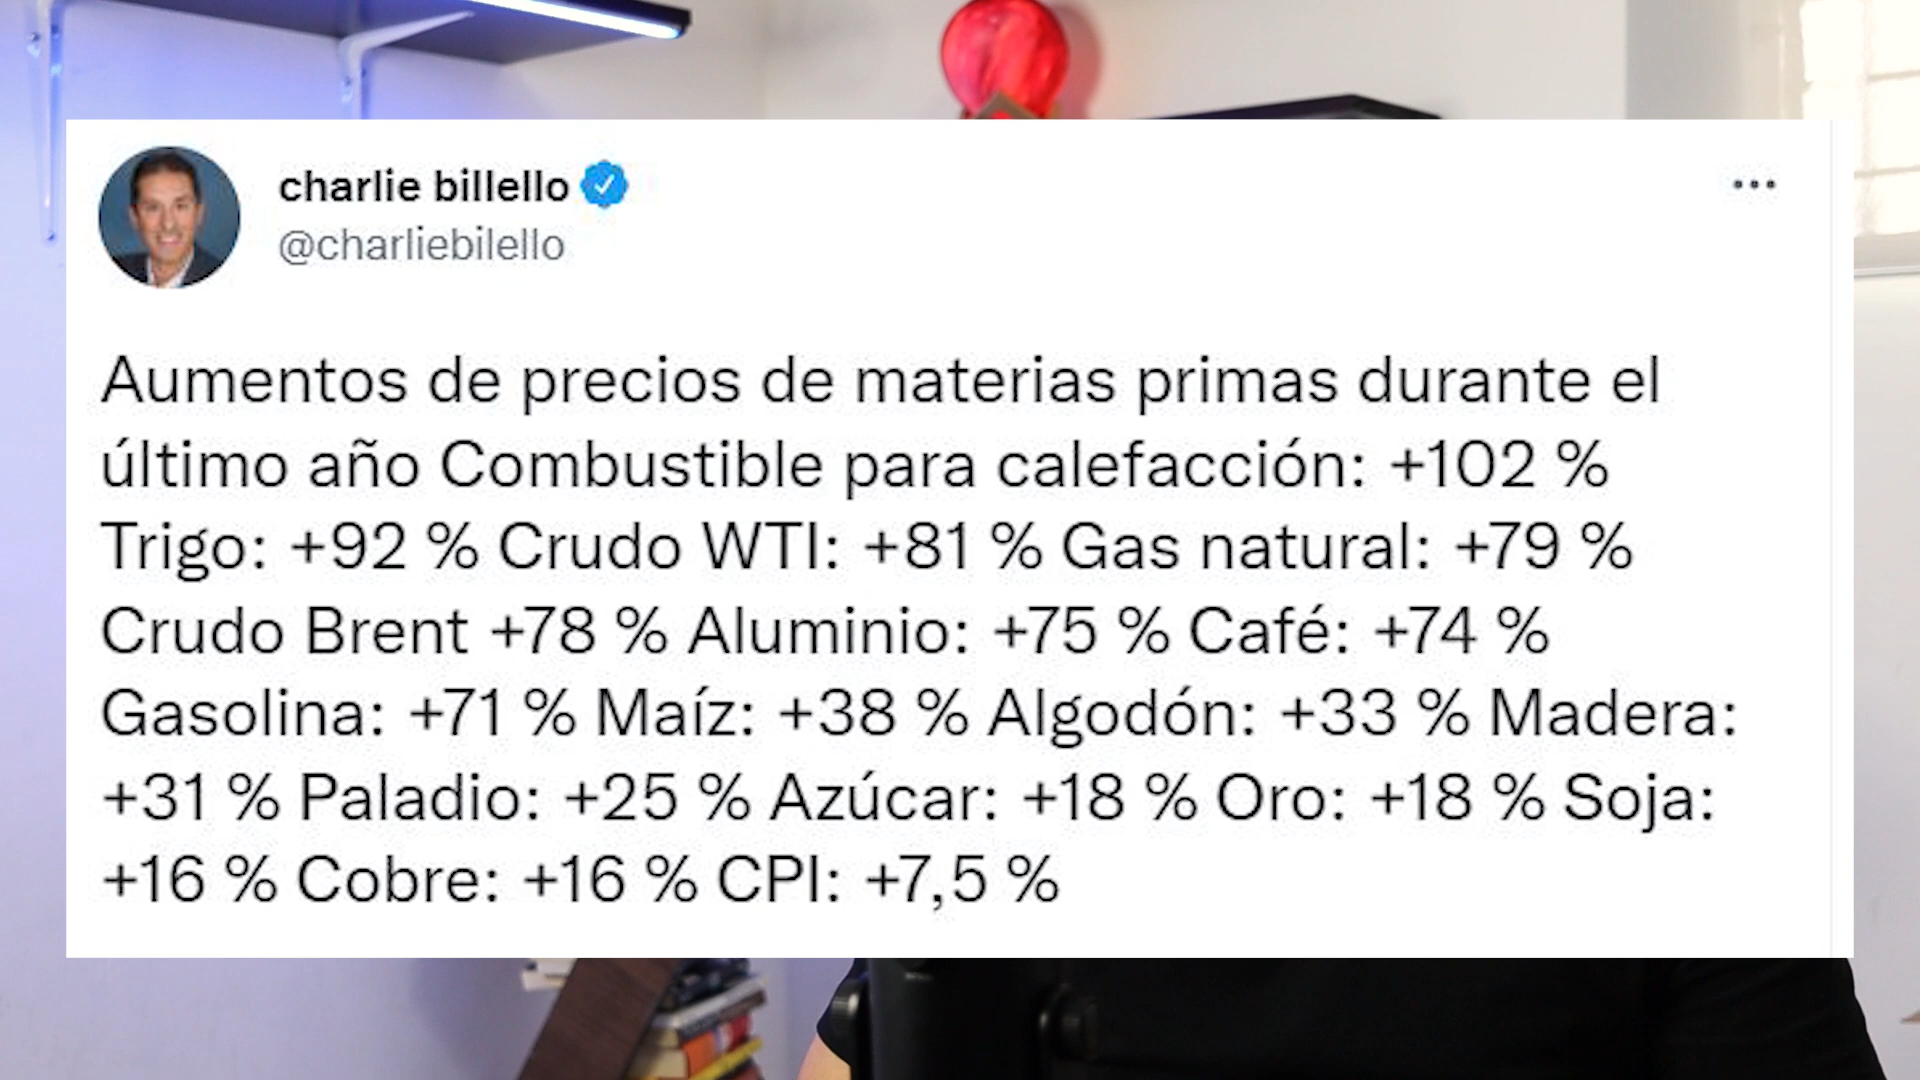 charlie billello
@charliebilello
Aumentos de precios de materias primas durante el
último año Combustible para calefacción: +102 %
Trigo: +92 % Crudo WTI: +81 % Gas natural: +79 %
Crudo Brent +78 % Aluminio: +75 % Café: +74 %
Gasolina: +71 % Maíz: +38 % Algodón: +33 % Madera:
+31 % Paladio: +25 % Azúcar: +18 % Oro: +18 % Soja:
+16 % Cobre: +16 % CPI: +7,5 %